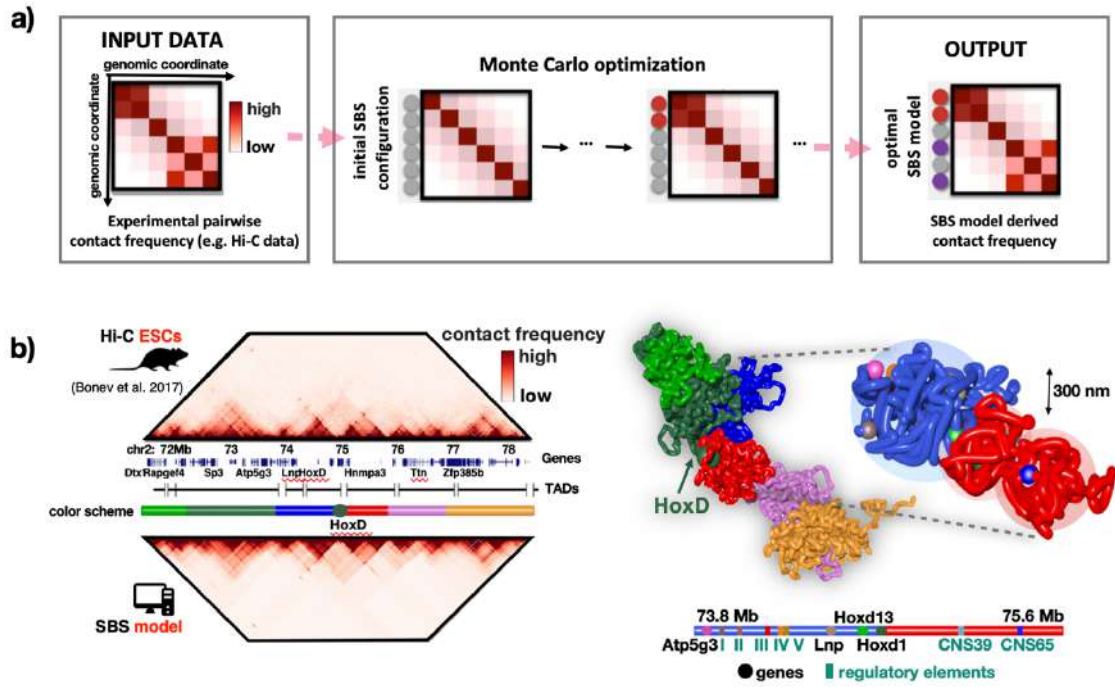 a)
INPUT DATA
genomic coordinate
genomic coordinate
high
low
Experimental pairwise
contact frequency (e.g. Hi-C data)
Monte Carlo optimization
initial SBS
configuration
...
...
OUTPUT
optimal
SBS model
SBS model derived
contact frequency
b)
Hi-C ESCs
(Bonev et al. 2017)
contact frequency
high
low
chr2: 72Mb 73 74 75 76 77 78
Genes
Dtx Rapgef4 Sp3 Atp5g3 Lnp HoxD Hnmpa3 Ttn Zfp385b
TADs
color scheme
HoxD
SBS model
HoxD
300 nm
73.8 Mb Hoxd13 75.6 Mb
Atp5g3 I II III IV V Lnp Hoxd1 CNS39 CNS65
genes regulatory elements